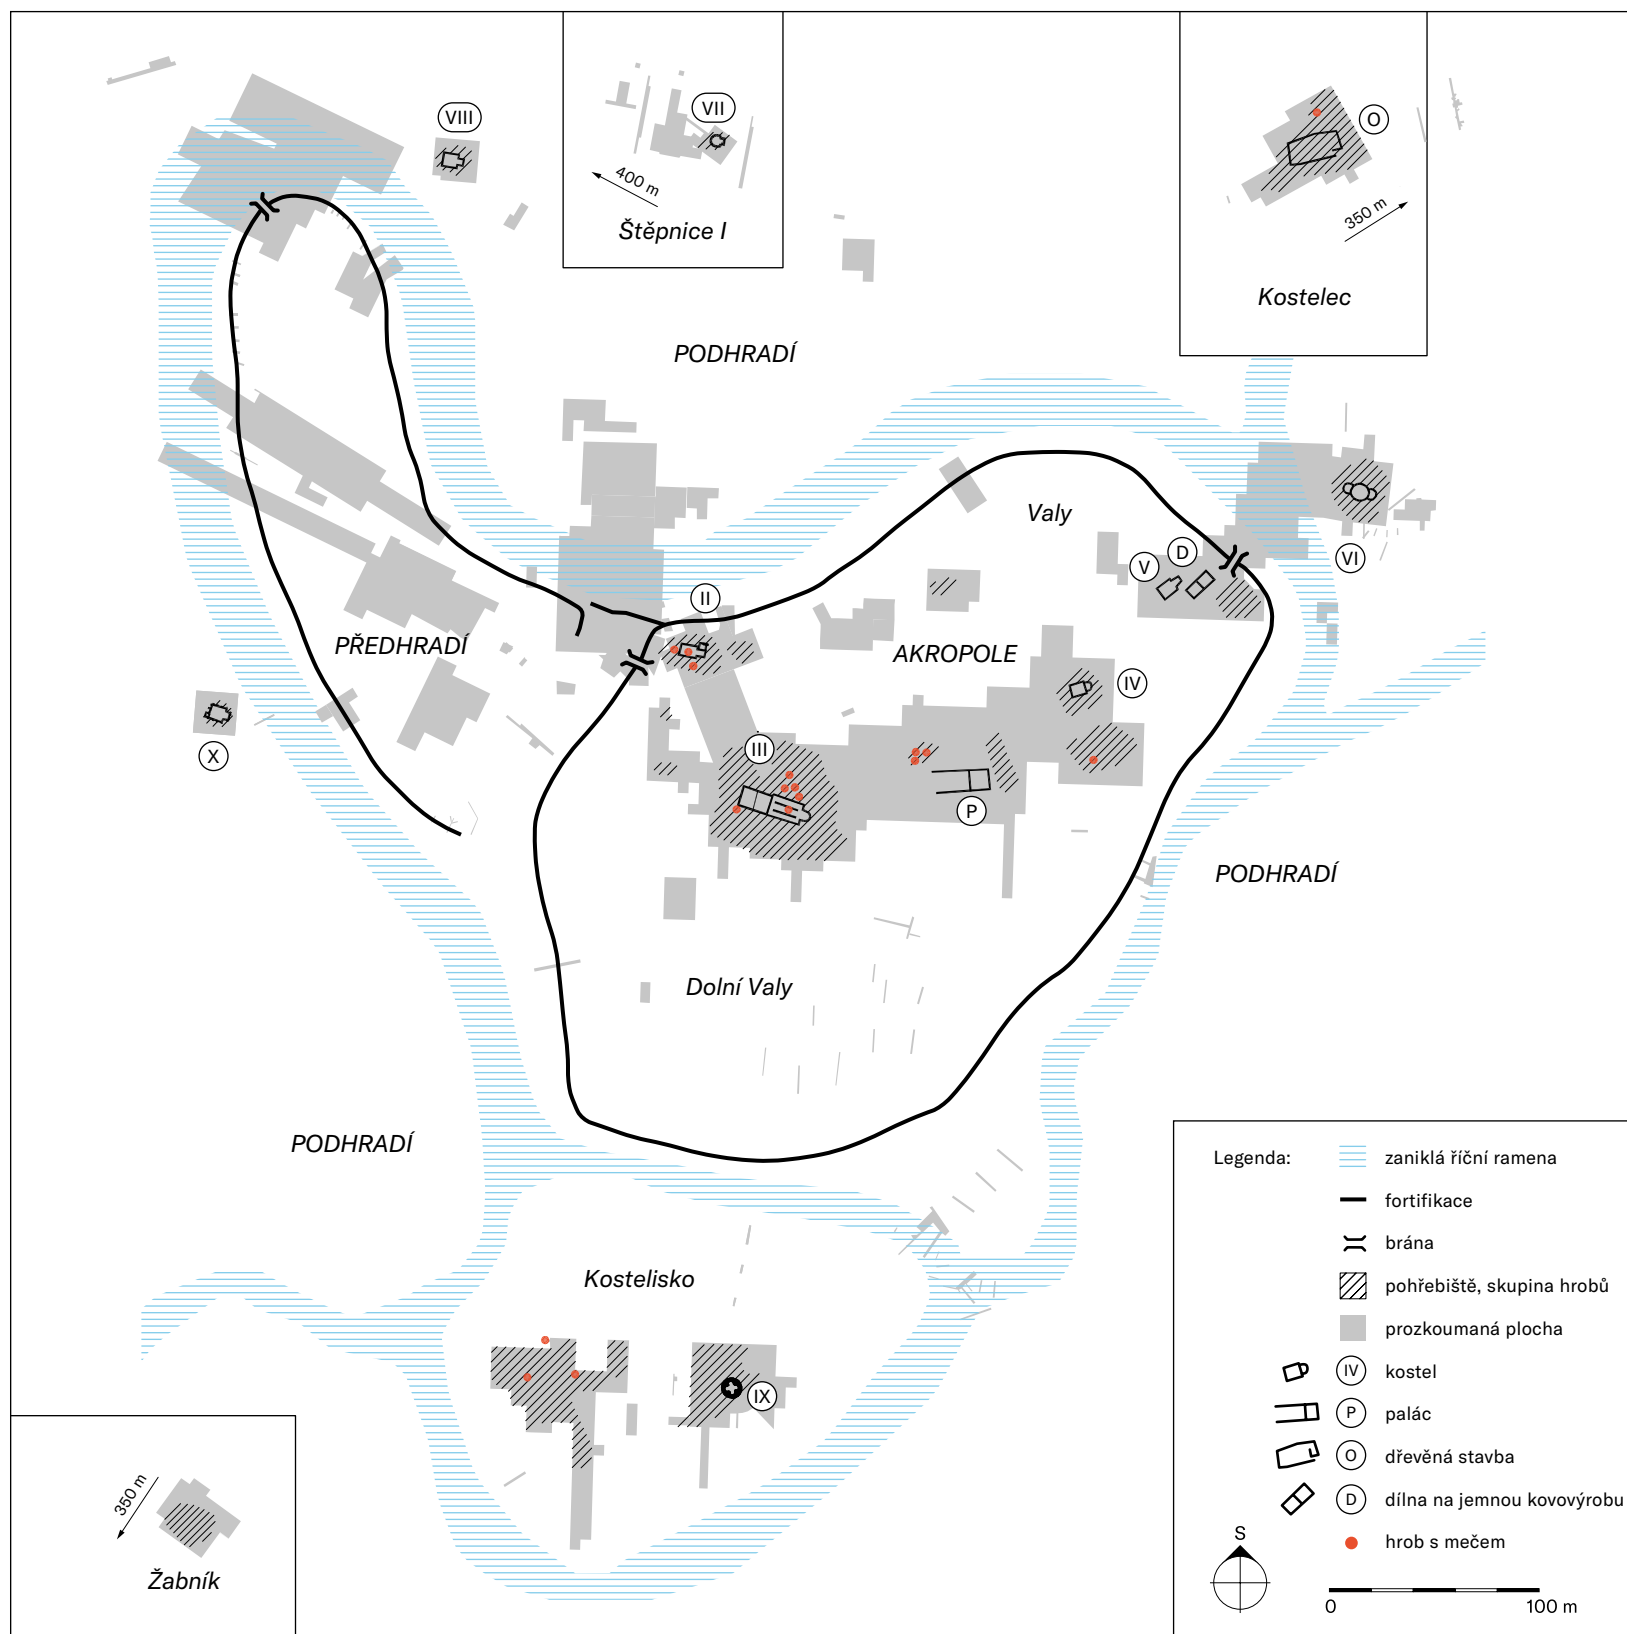 VIII
VII
400 m
Štěpnice I
O
350 m
Kostelec
PODHRADÍ
Valy
D
V
VI
II
PŘEDHRADÍ
AKROPOLE
IV
X
III
P
PODHRADÍ
Dolní Valy
PODHRADÍ
Kostelisko
IX
350 m
Žabník
Legenda:
zaniklá říční ramena
fortifikace
brána
pohřebiště, skupina hrobů
prozkoumaná plocha
IV kostel
P palác
O dřevěná stavba
D dílna na jemnou kovovýrobu
hrob s mečem
S
0 100 m